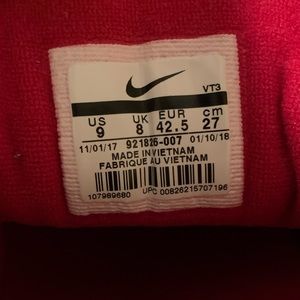 VT3
US UK EUR cm
9 8 42.5 27
11/01/17 921826-007 01/10/18
MADE IN VIETNAM
FABRIQUE AU VIETNAM
107969680 UPC 00826215707196